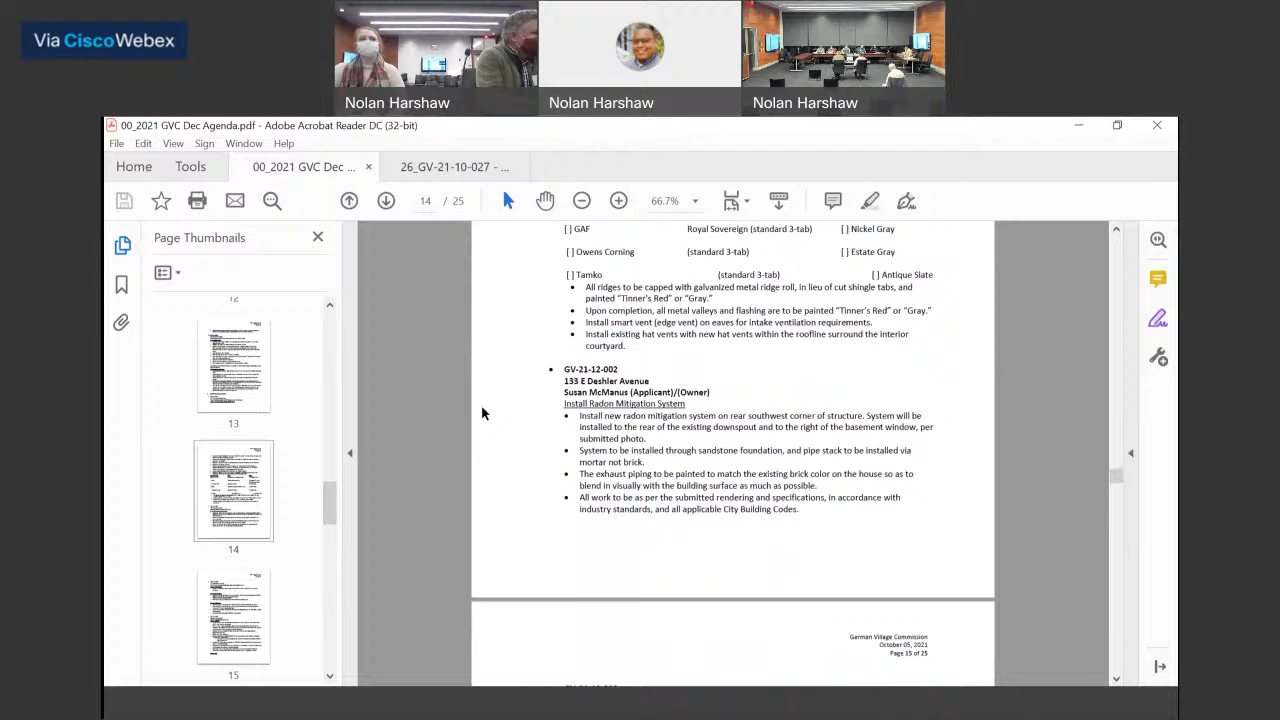 Via Cisco Webex
Nolan Harshaw
Nolan Harshaw
Nolan Harshaw
00_2021 GVC Dec Agenda.pdf - Adobe Acrobat Reader DC (32-bit)
File Edit View Sign Window Help
Home Tools 00_2021 GVC Dec ... × 26_GV-21-10-027 - ...
14 / 25 66.7%
Page Thumbnails
12
13
14
15
[ ] GAF Royal Sovereign (standard 3-tab) [ ] Nickel Gray
[ ] Owens Corning (standard 3-tab) [ ] Estate Gray
[ ] Tamko (standard 3-tab) [ ] Antique Slate
• All ridges to be capped with galvanized metal ridge roll, in lieu of cut shingle tabs, and
painted “Tinner’s Red” or “Gray.”
• Upon completion, all metal valleys and flashing are to be painted “Tinner’s Red” or “Gray.”
• Install smart vent (edge vent) on eaves for intake ventilation requirements.
• Install existing hat vents with new hat vents within the roofline surround the interior
courtyard.
• GV-21-12-002
133 E Deshler Avenue
Susan McManus (Applicant)/(Owner)
Install Radon Mitigation System
• Install new radon mitigation system on rear southwest corner of structure. System will be
installed to the rear of the existing downspout and to the right of the basement window, per
submitted photo.
• System to be installed through sandstone foundation, and pipe stack to be installed via
mortar not brick.
• The exhaust piping to be painted to match the existing brick color on the house so as to
blend in visually with the building surface as much as possible.
• All work to be as per the submitted rendering and specifications, in accordance with
industry standards, and all applicable City Building Codes.
German Village Commission
October 05, 2021
Page 15 of 25